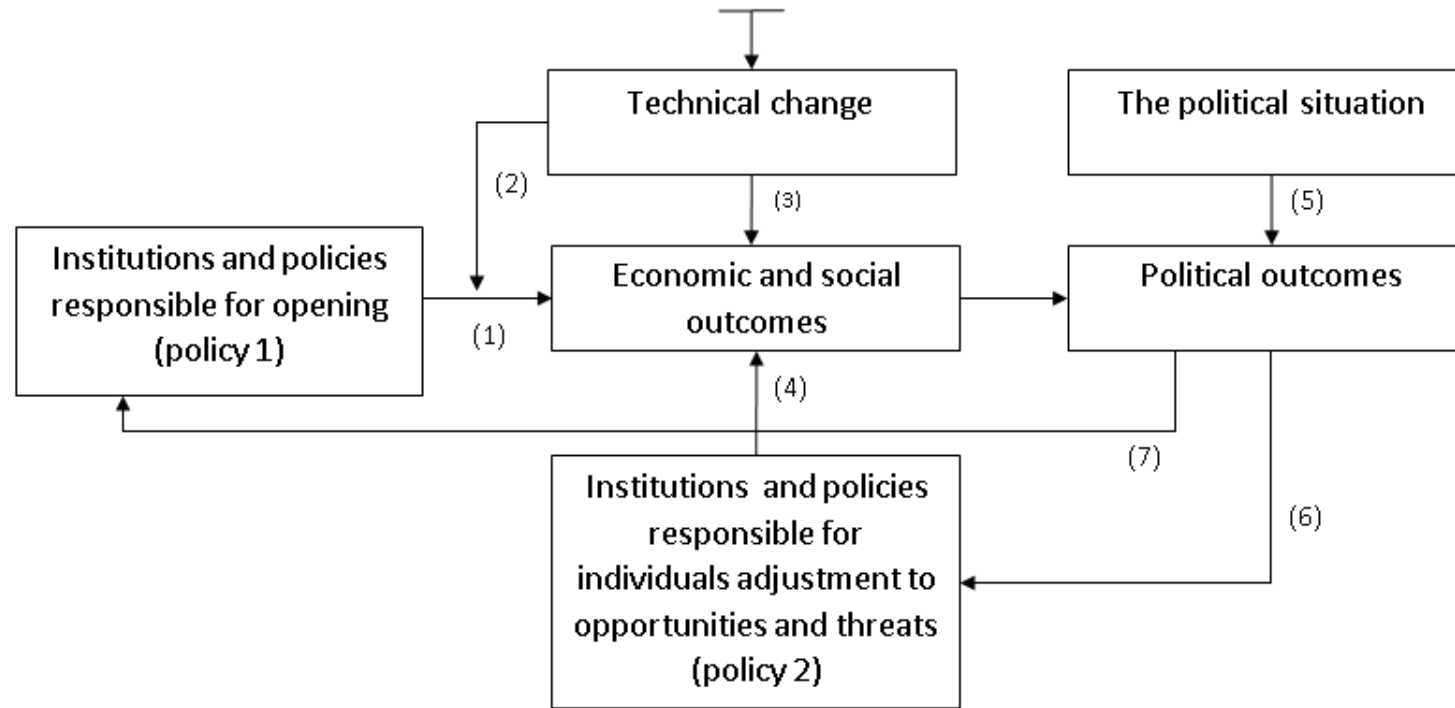 Technical change
The political situation
(2)
(3)
(5)
Institutions and policies
responsible for opening
(policy 1)
(1)
Economic and social
outcomes
Political outcomes
(4)
(7)
(6)
Institutions and policies
responsible for
individuals adjustment to
opportunities and threats
(policy 2)